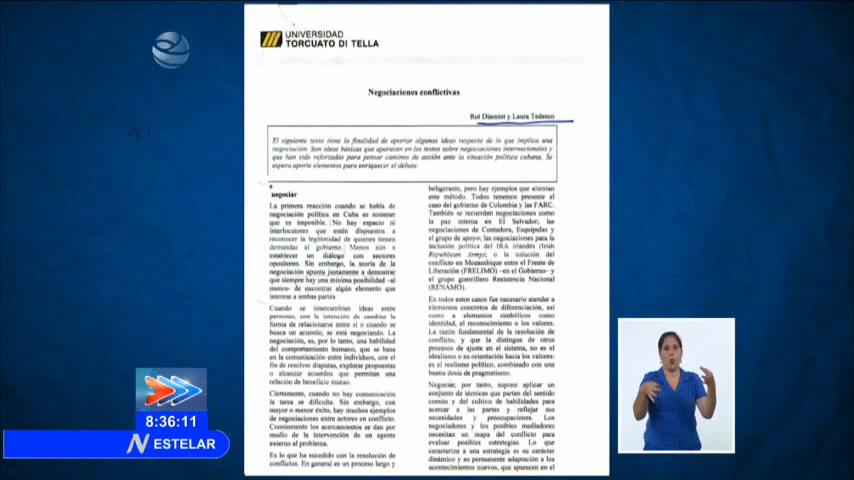 UNIVERSIDAD
TORCUATO DI TELLA
Negociaciones conflictivas
Rut Diamint y Laura Tedesco
El siguiente texto tiene la finalidad de aportar algunas ideas respecto de lo que implica una
negociación. Son ideas básicas que aparecen en los textos sobre negociaciones internacionales y
que han sido reforzadas para pensar caminos de acción ante la situación política cubana. Se
espera aporte elementos para enriquecer el debate.
negociar
La primera reacción cuando se habla de
negociación política en Cuba es sostener
que es imposible. No hay espacio ni
interlocutores que estén dispuestos a
reconocer la legitimidad de quienes tienen
demandas al gobierno. Menos aún a
establecer un diálogo con sectores
opositores. Sin embargo, la teoría de la
negociación apunta justamente a demostrar
que siempre hay una mínima posibilidad -al
menos- de encontrar algún elemento que
interese a ambas partes.
Cuando se intercambian ideas entre
personas, con la intención de cambiar la
forma de relacionarse entre sí o cuando se
busca un acuerdo, se está negociando. La
negociación, es, por lo tanto, una habilidad
del comportamiento humano, que se basa
en la comunicación entre individuos, con el
fin de resolver disputas, explorar propuestas
o alcanzar acuerdos que permitan una
relación de beneficio mutuo.
Ciertamente, cuando no hay comunicación
la tarea se dificulta. Sin embargo, con
mayor o menor éxito, hay muchos ejemplos
de negociaciones entre actores en conflicto.
Comúnmente los acercamientos se dan por
medio de la intervención de un agente
externo al problema.
Es lo que ha sucedido con la resolución de
conflictos. En general es un proceso largo y
beligerante, pero hay ejemplos que alientan
este método. Todos tenemos presente el
caso del gobierno de Colombia y las FARC.
También se recuerdan negociaciones como
la paz interna en El Salvador; las
negociaciones de Contadora, Esquipulas y
el grupo de apoyo; las negociaciones para la
inclusión política del IRA irlandés (Irish
Republican Army); o la solución del
conflicto en Mozambique entre el Frente de
Liberación (FRELIMO) -en el Gobierno- y
el grupo guerrillero Resistencia Nacional
(RENAMO).
En todos estos casos fue necesario atender a
elementos concretos de diferenciación, así
como a elementos simbólicos como
identidad, el reconocimiento o los valores.
La razón fundamental de la resolución de
conflicto, y que la distingue de otros
procesos de ajuste en el sistema, no es el
idealismo o su orientación hacia los valores:
es el realismo político, combinado con una
buena dosis de pragmatismo.
Negociar, por tanto, supone aplicar un
conjunto de técnicas que parten del sentido
común y del cultivo de habilidades para
acercar a las partes y reflejar sus
necesidades y preocupaciones. Los
negociadores y los posibles mediadores
necesitan un mapa del conflicto para
evaluar posibles estrategias. Lo que
caracteriza a una estrategia es su carácter
dinámico y su permanente adaptación a los
acontecimientos nuevos, que aparecen en el
8:36:11
N ESTELAR